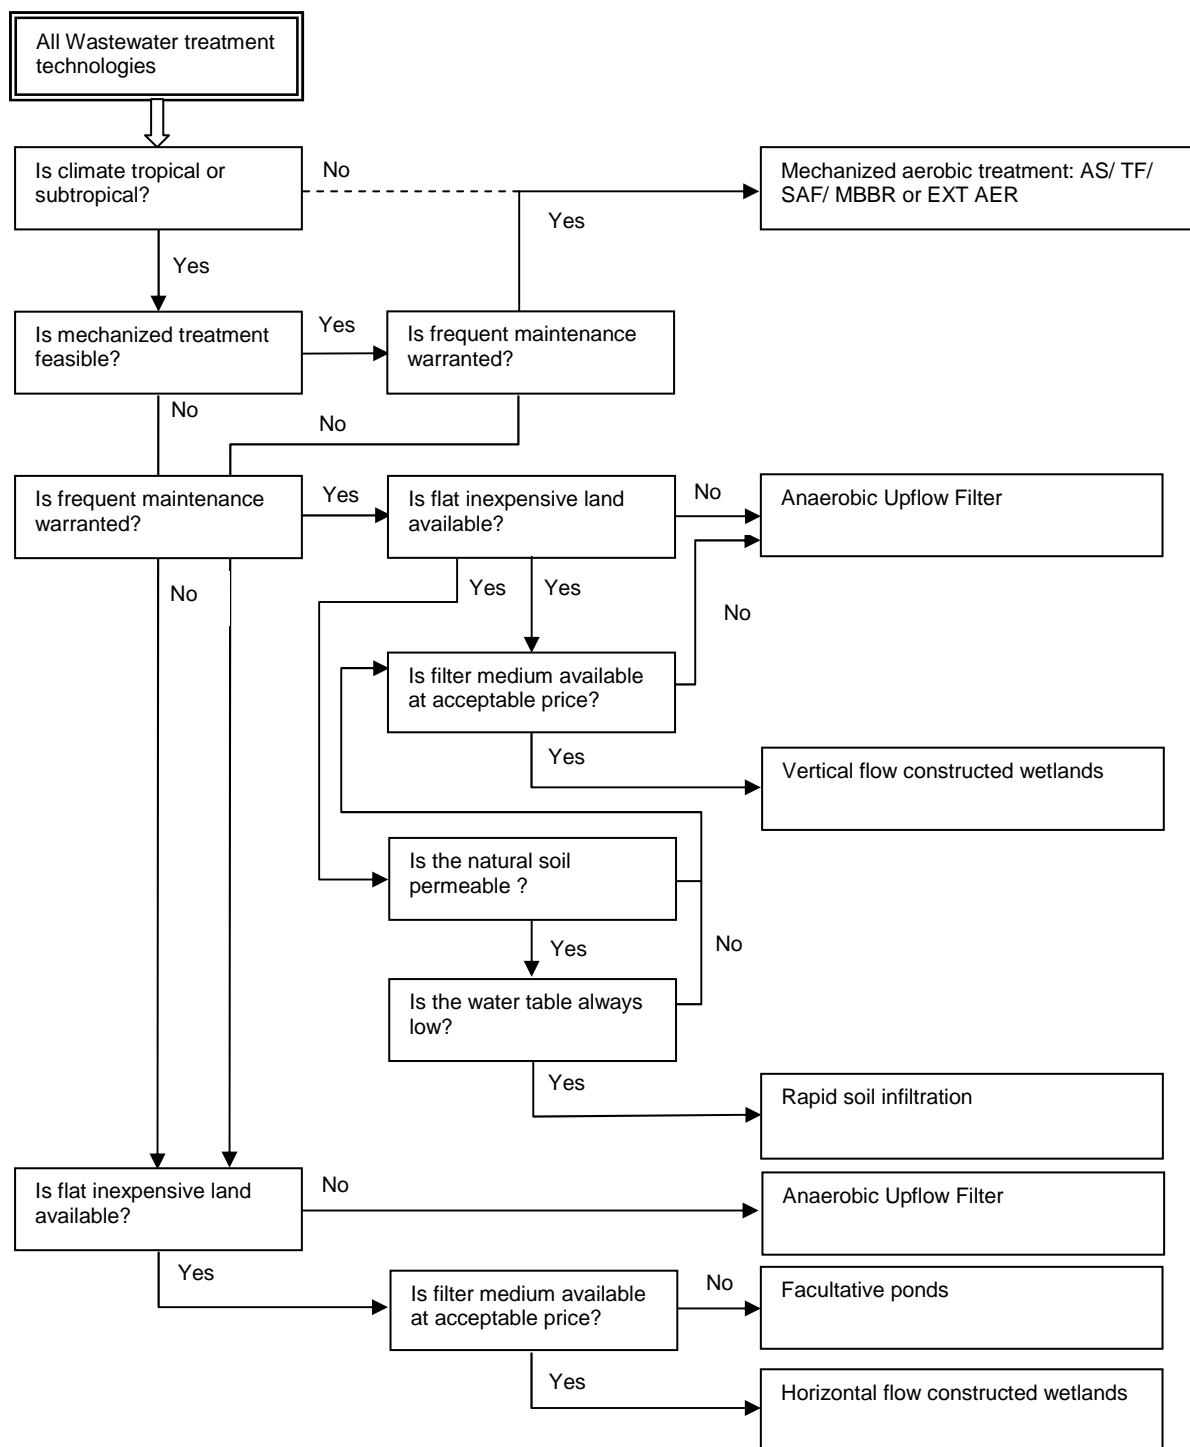 All Wastewater treatment
technologies
Is climate tropical or
subtropical?
No
Mechanized aerobic treatment: AS/ TF/
SAF/ MBBR or EXT AER
Yes
Yes
Is mechanized treatment
feasible?
Yes
Is frequent maintenance
warranted?
No
No
Is frequent maintenance
warranted?
Yes
Is flat inexpensive land
available?
No
Anaerobic Upflow Filter
No
Yes
Yes
No
Is filter medium available
at acceptable price?
Yes
Vertical flow constructed wetlands
Is the natural soil
permeable ?
Yes
No
Is the water table always
low?
Yes
Rapid soil infiltration
Is flat inexpensive land
available?
No
Anaerobic Upflow Filter
Yes
Is filter medium available
at acceptable price?
No
Facultative ponds
Yes
Horizontal flow constructed wetlands